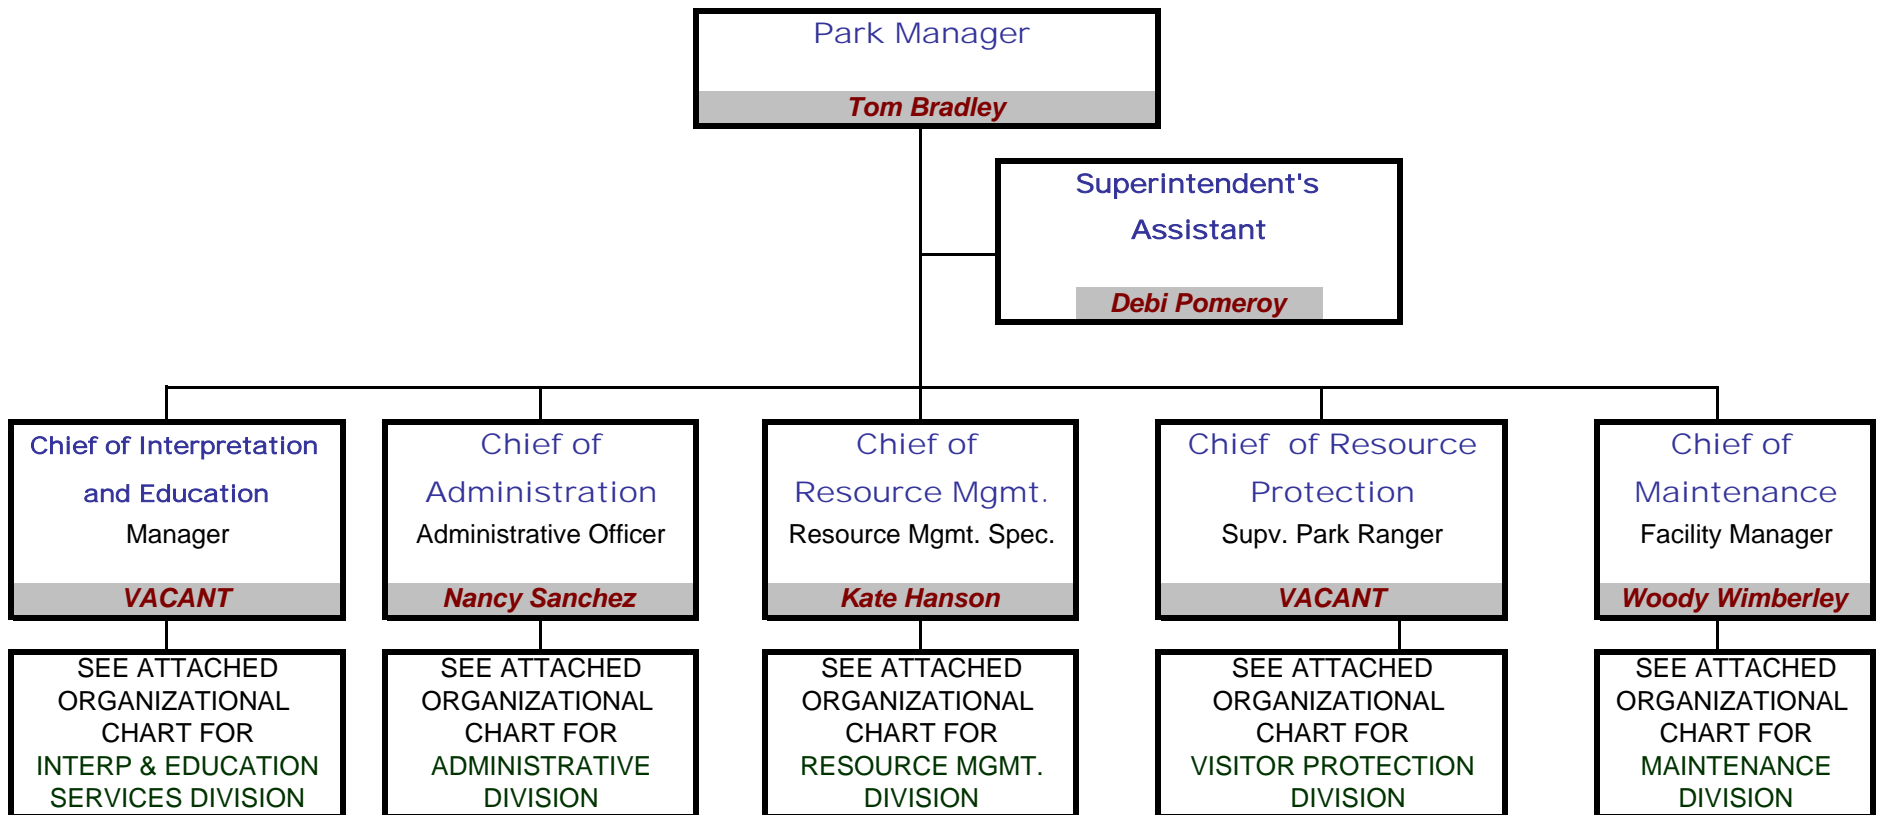 Park Manager
Tom Bradley
Superintendent's
Assistant
Debi Pomeroy
Chief of Interpretation
and Education
Manager
VACANT
Chief of
Administration
Administrative Officer
Nancy Sanchez
Chief of
Resource Mgmt.
Resource Mgmt. Spec.
Kate Hanson
Chief of Resource
Protection
Supv. Park Ranger
VACANT
Chief of
Maintenance
Facility Manager
Woody Wimberley
SEE ATTACHED
ORGANIZATIONAL
CHART FOR
INTERP & EDUCATION
SERVICES DIVISION
SEE ATTACHED
ORGANIZATIONAL
CHART FOR
ADMINISTRATIVE
DIVISION
SEE ATTACHED
ORGANIZATIONAL
CHART FOR
RESOURCE MGMT.
DIVISION
SEE ATTACHED
ORGANIZATIONAL
CHART FOR
VISITOR PROTECTION
DIVISION
SEE ATTACHED
ORGANIZATIONAL
CHART FOR
MAINTENANCE
DIVISION